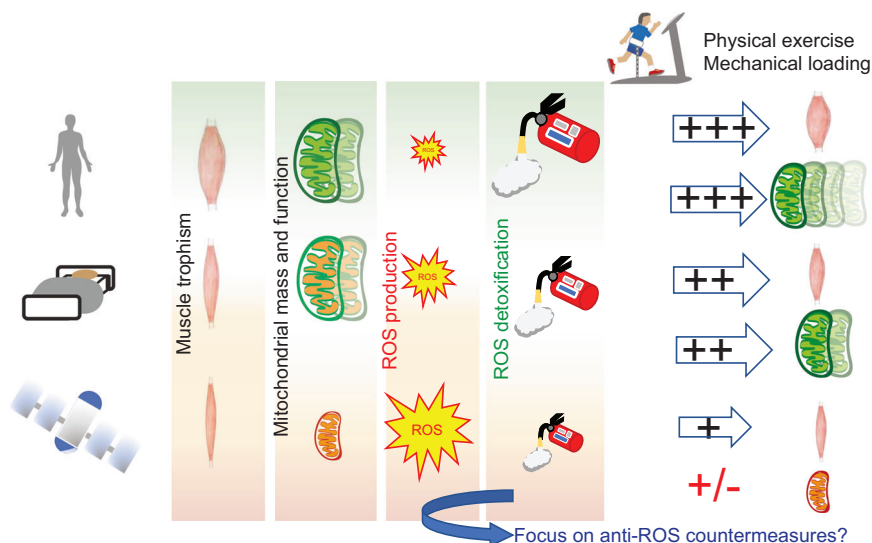 Physical exercise
Mechanical loading
Muscle trophism
Mitochondrial mass and function
ROS production
ROS detoxification
ROS
+++
+++
ROS
++
++
ROS
+
+/-
Focus on anti-ROS countermeasures?